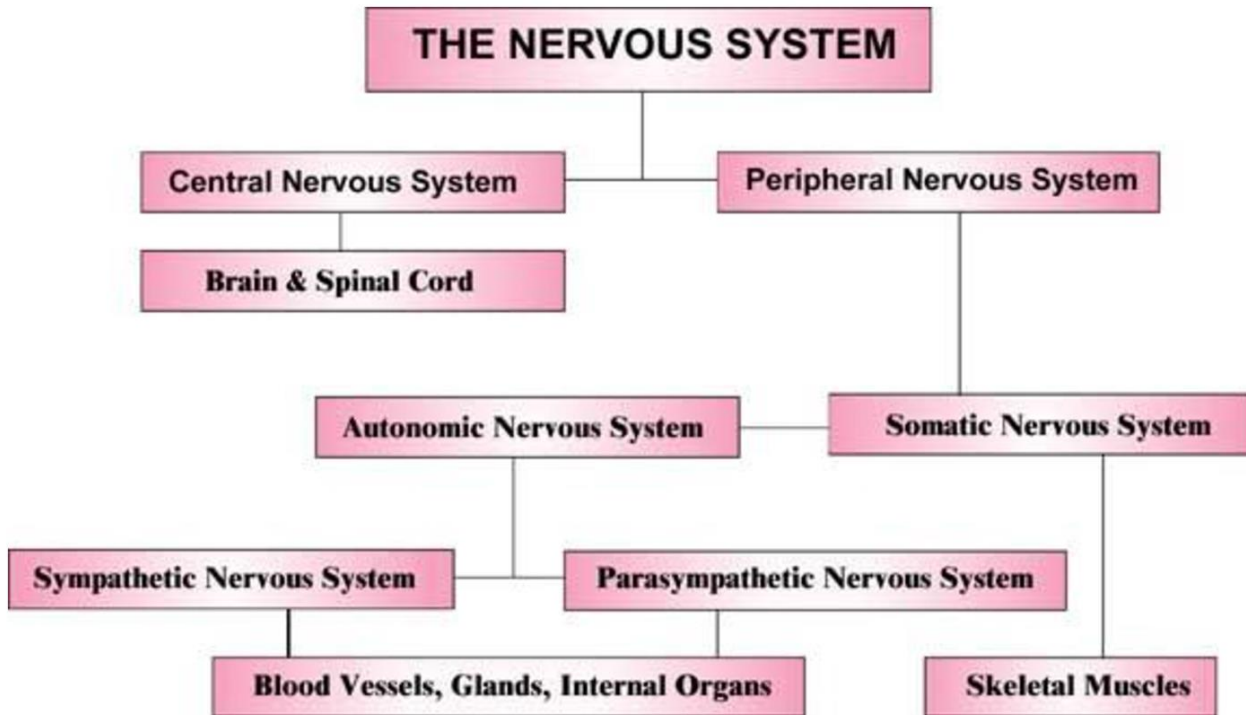 THE NERVOUS SYSTEM
Central Nervous System
Peripheral Nervous System
Brain & Spinal Cord
Autonomic Nervous System
Somatic Nervous System
Sympathetic Nervous System
Parasympathetic Nervous System
Blood Vessels, Glands, Internal Organs
Skeletal Muscles